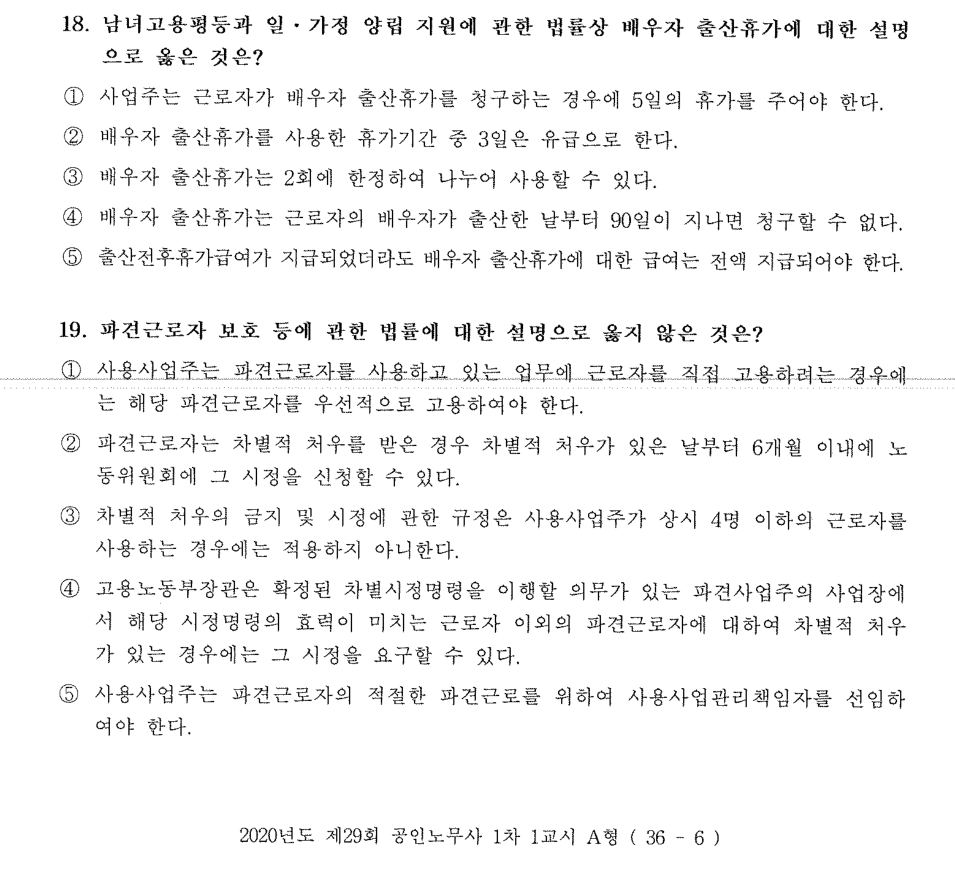 18. 남녀고용평등과 일·가정 양립 지원에 관한 법률상 배우자 출산휴가에 대한 설명
으로 옳은 것은?
① 사업주는 근로자가 배우자 출산휴가를 청구하는 경우에 5일의 휴가를 주어야 한다.
② 배우자 출산휴가를 사용한 휴가기간 중 3일은 유급으로 한다.
③ 배우자 출산휴가는 2회에 한정하여 나누어 사용할 수 있다.
④ 배우자 출산휴가는 근로자의 배우자가 출산한 날부터 90일이 지나면 청구할 수 없다.
⑤ 출산전후휴가급여가 지급되었더라도 배우자 출산휴가에 대한 급여는 전액 지급되어야 한다.
19. 파견근로자 보호 등에 관한 법률에 대한 설명으로 옳지 않은 것은?
① 사용사업주는 파견근로자를 사용하고 있는 업무에 근로자를 직접 고용하려는 경우에
는 해당 파견근로자를 우선적으로 고용하여야 한다.
② 파견근로자는 차별적 처우를 받은 경우 차별적 처우가 있은 날부터 6개월 이내에 노
동위원회에 그 시정을 신청할 수 있다.
③ 차별적 처우의 금지 및 시정에 관한 규정은 사용사업주가 상시 4명 이하의 근로자를
사용하는 경우에는 적용하지 아니한다.
④ 고용노동부장관은 확정된 차별시정명령을 이행할 의무가 있는 파견사업주의 사업장에
서 해당 시정명령의 효력이 미치는 근로자 이외의 파견근로자에 대하여 차별적 처우
가 있는 경우에는 그 시정을 요구할 수 있다.
⑤ 사용사업주는 파견근로자의 적절한 파견근로를 위하여 사용사업관리책임자를 선임하
여야 한다.
2020년도 제29회 공인노무사 1차 1교시 A형 ( 36 - 6 )